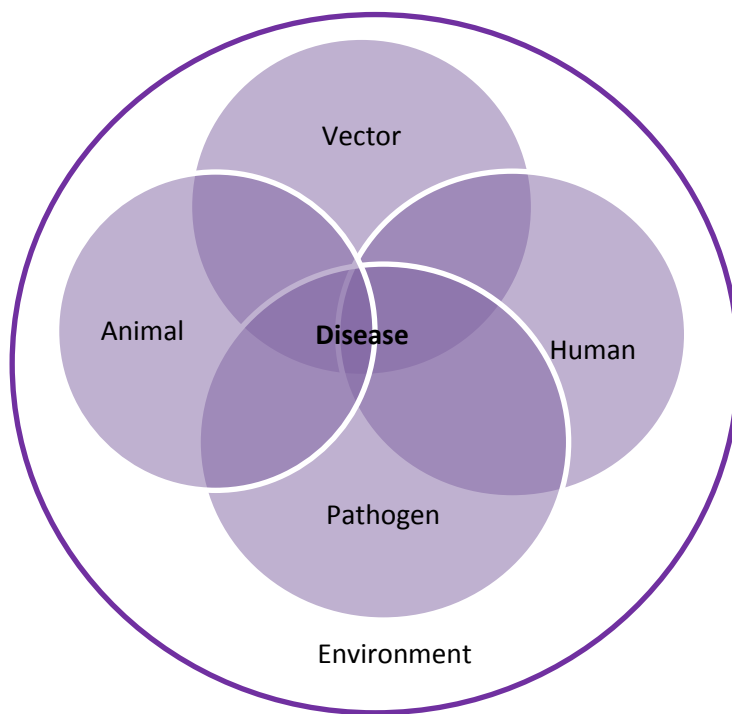 Vector
Animal
Disease
Human
Pathogen
Environment